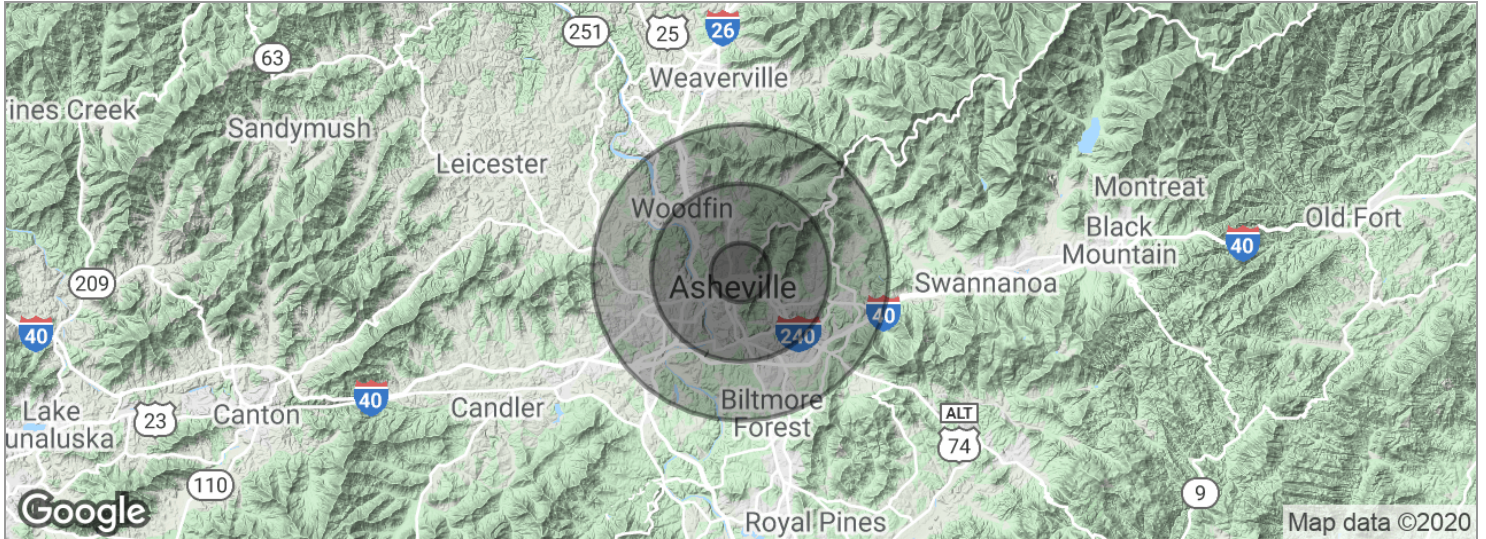 251
25
26
63
Weaverville
ines Creek
Sandymush
Leicester
Montreat
Woodfin
Old Fort
Black
Mountain
40
209
Swannanoa
Asheville
40
40
240
40
Biltmore
Forest
Candler
Lake
unaluska
23
Canton
ALT
74
110
9
Google
Royal Pines
Map data ©2020